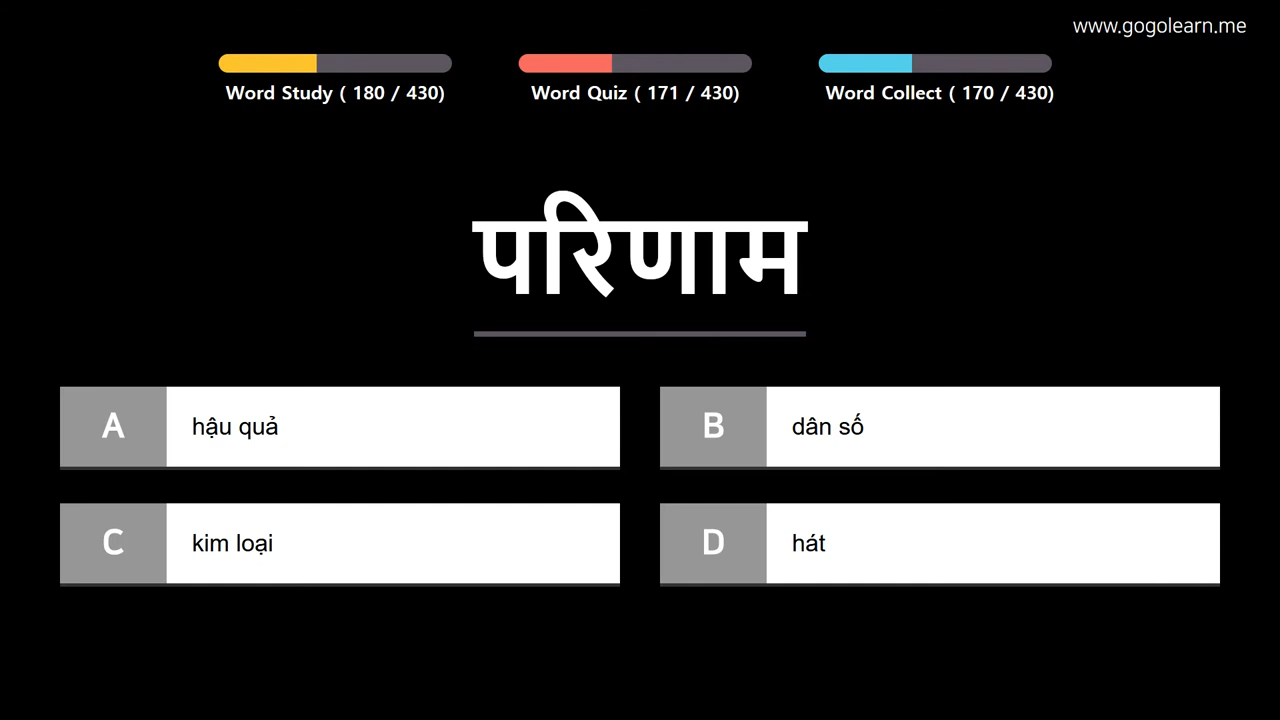 www.gogolearn.me
Word Study ( 180 / 430)
Word Quiz ( 171 / 430)
Word Collect ( 170 / 430)
परिणाम
A
hậu quả
B
dân số
C
kim loại
D
hát